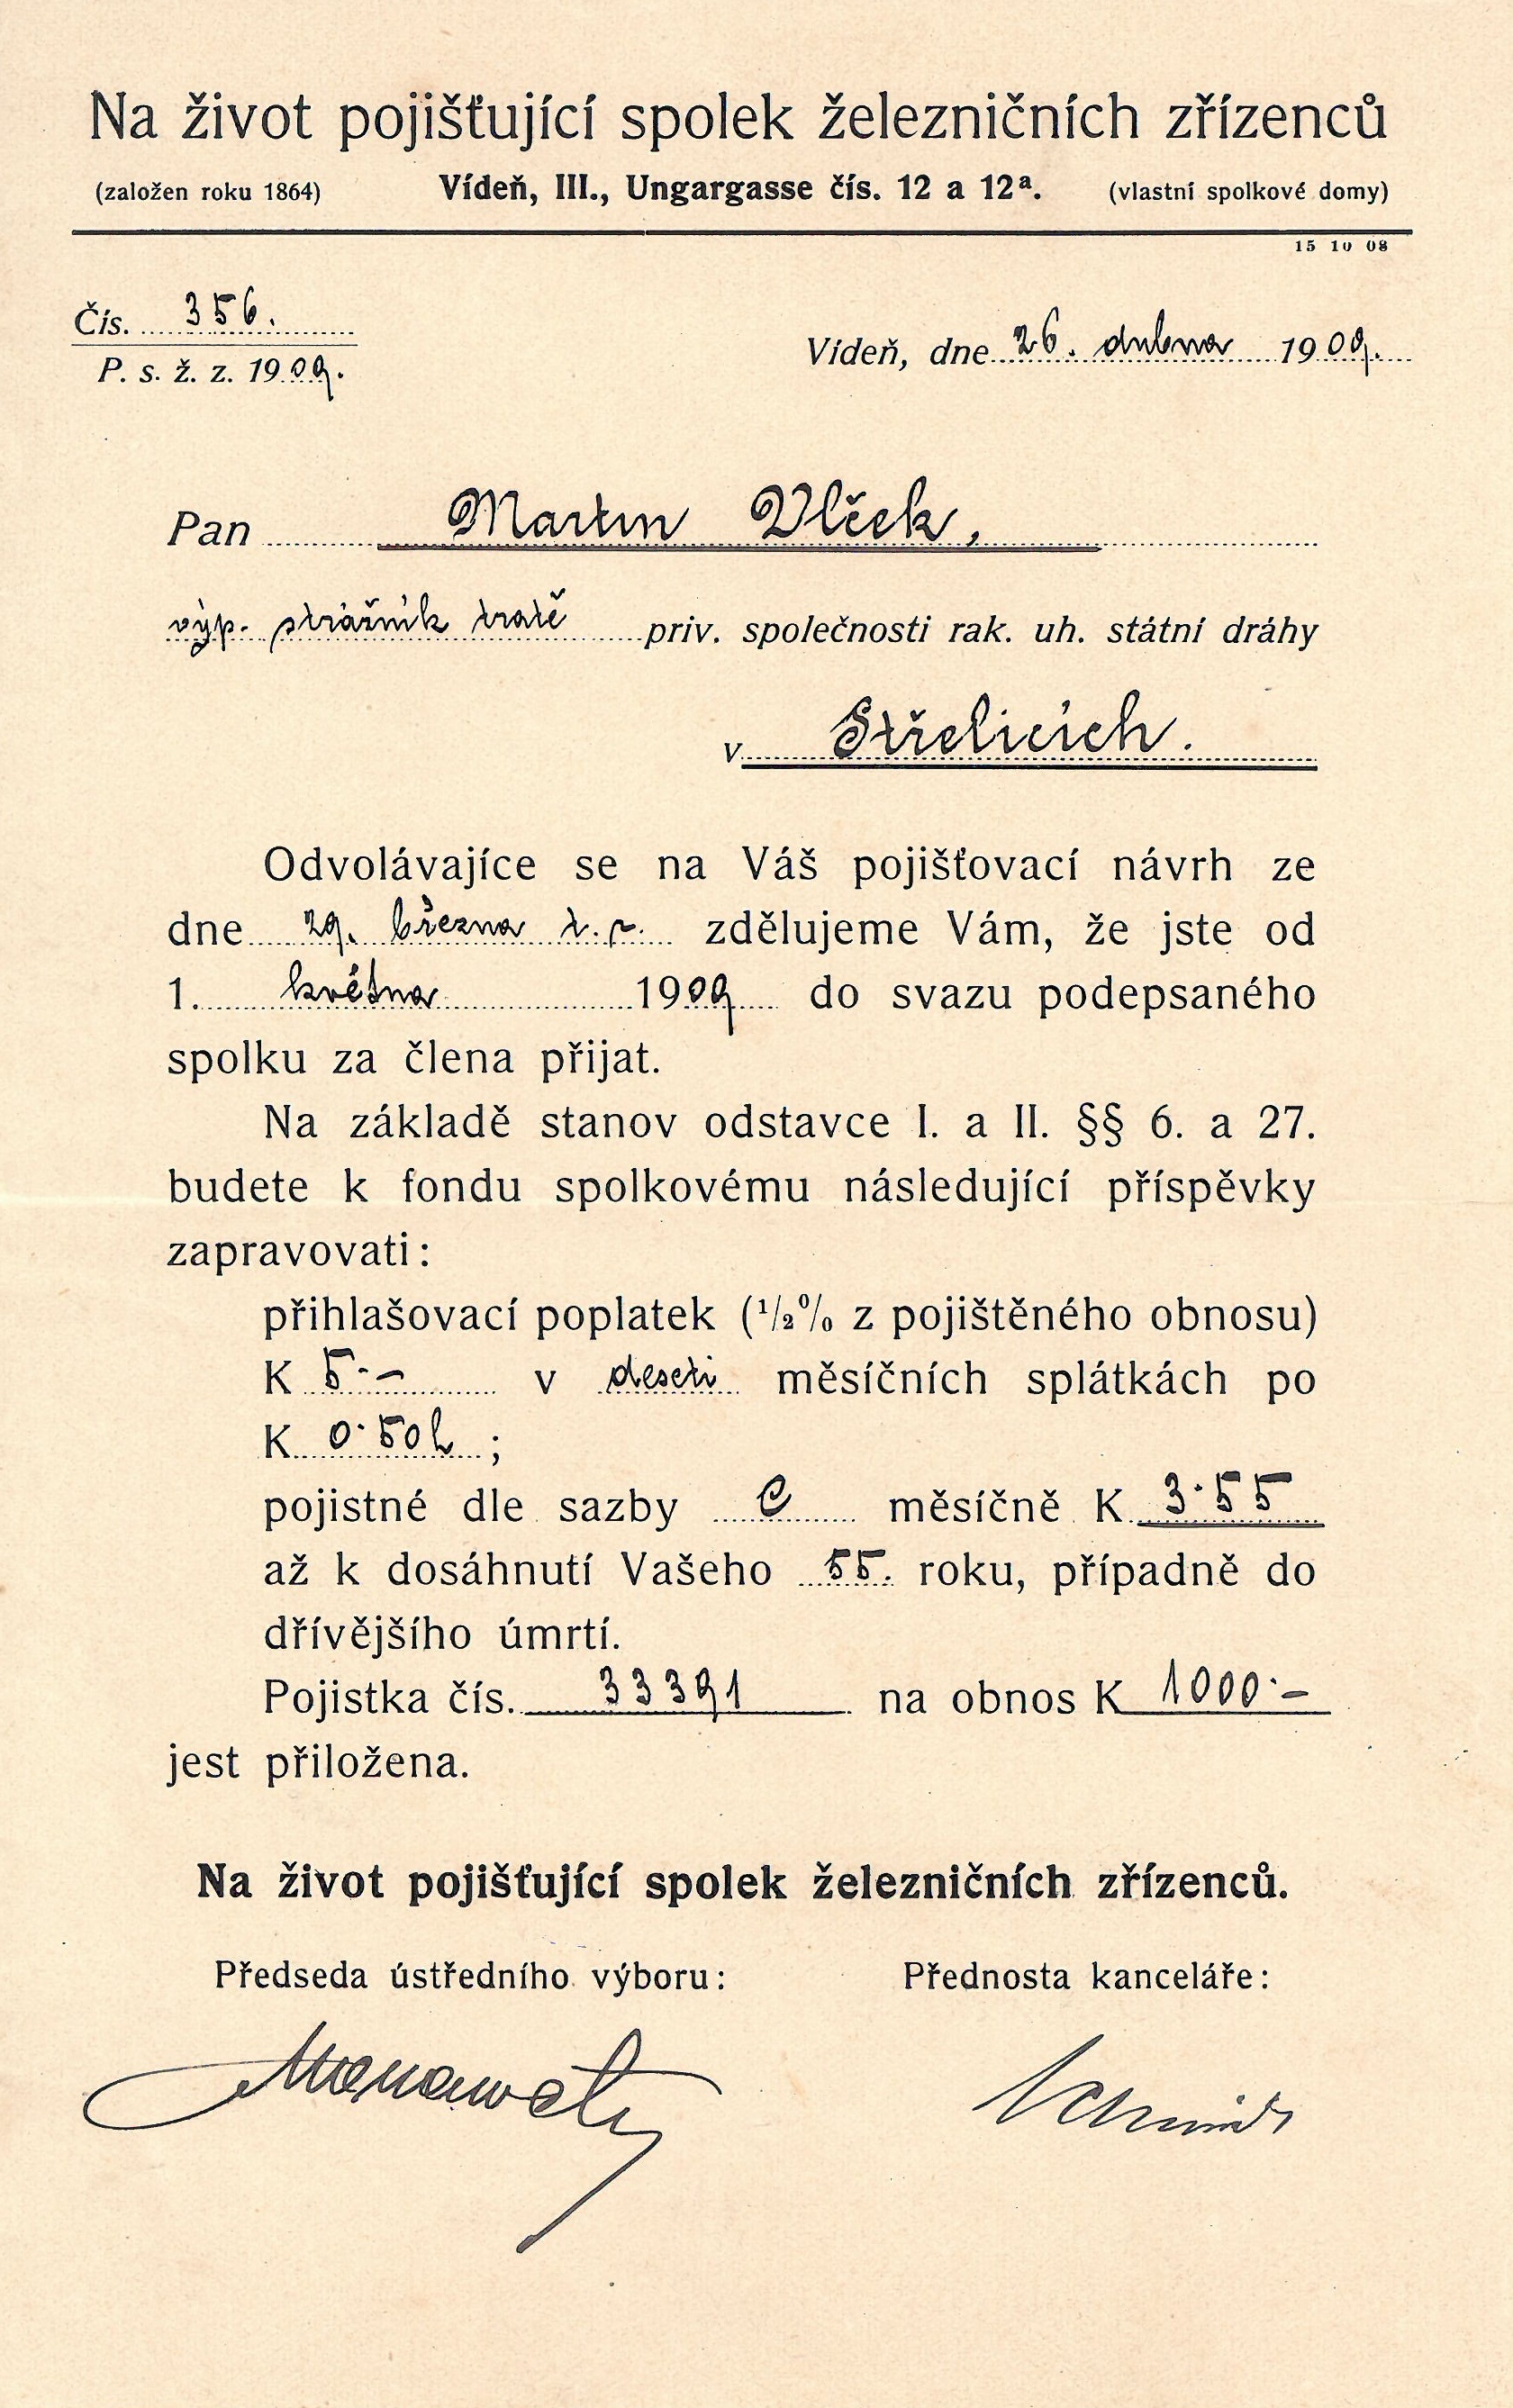 Na život pojišťující spolek železničních zřízenců
(založen roku 1864) Vídeň, III., Ungargasse čís. 12 a 12a. (vlastní spolkové domy)
15 10 08
Čís. 356.
P. s. ž. z. 1909.
Vídeň, dne 26. dubna 1909.
Pan Martin Vlček,
výp. strážník tratě priv. společnosti rak. uh. státní dráhy
v Střelicích.
Odvolávajíce se na Váš pojišťovací návrh ze
dne 29. března t. r. zdělujeme Vám, že jste od
1. května 1909 do svazu podepsaného
spolku za člena přijat.
Na základě stanov odstavce I. a II. §§ 6. a 27.
budete k fondu spolkovému následující příspěvky
zapravovati:
přihlašovací poplatek (1/2% z pojištěného obnosu)
K 5·– v deseti měsíčních splátkách po
K 0·50h ;
pojistné dle sazby C měsíčně K 3·55
až k dosáhnutí Vašeho 55. roku, případně do
dřívějšího úmrtí.
Pojistka čís. 33391 na obnos K 1000·–
jest přiložena.
Na život pojišťující spolek železničních zřízenců.
Předseda ústředního výboru: Přednosta kanceláře:
Schmidt